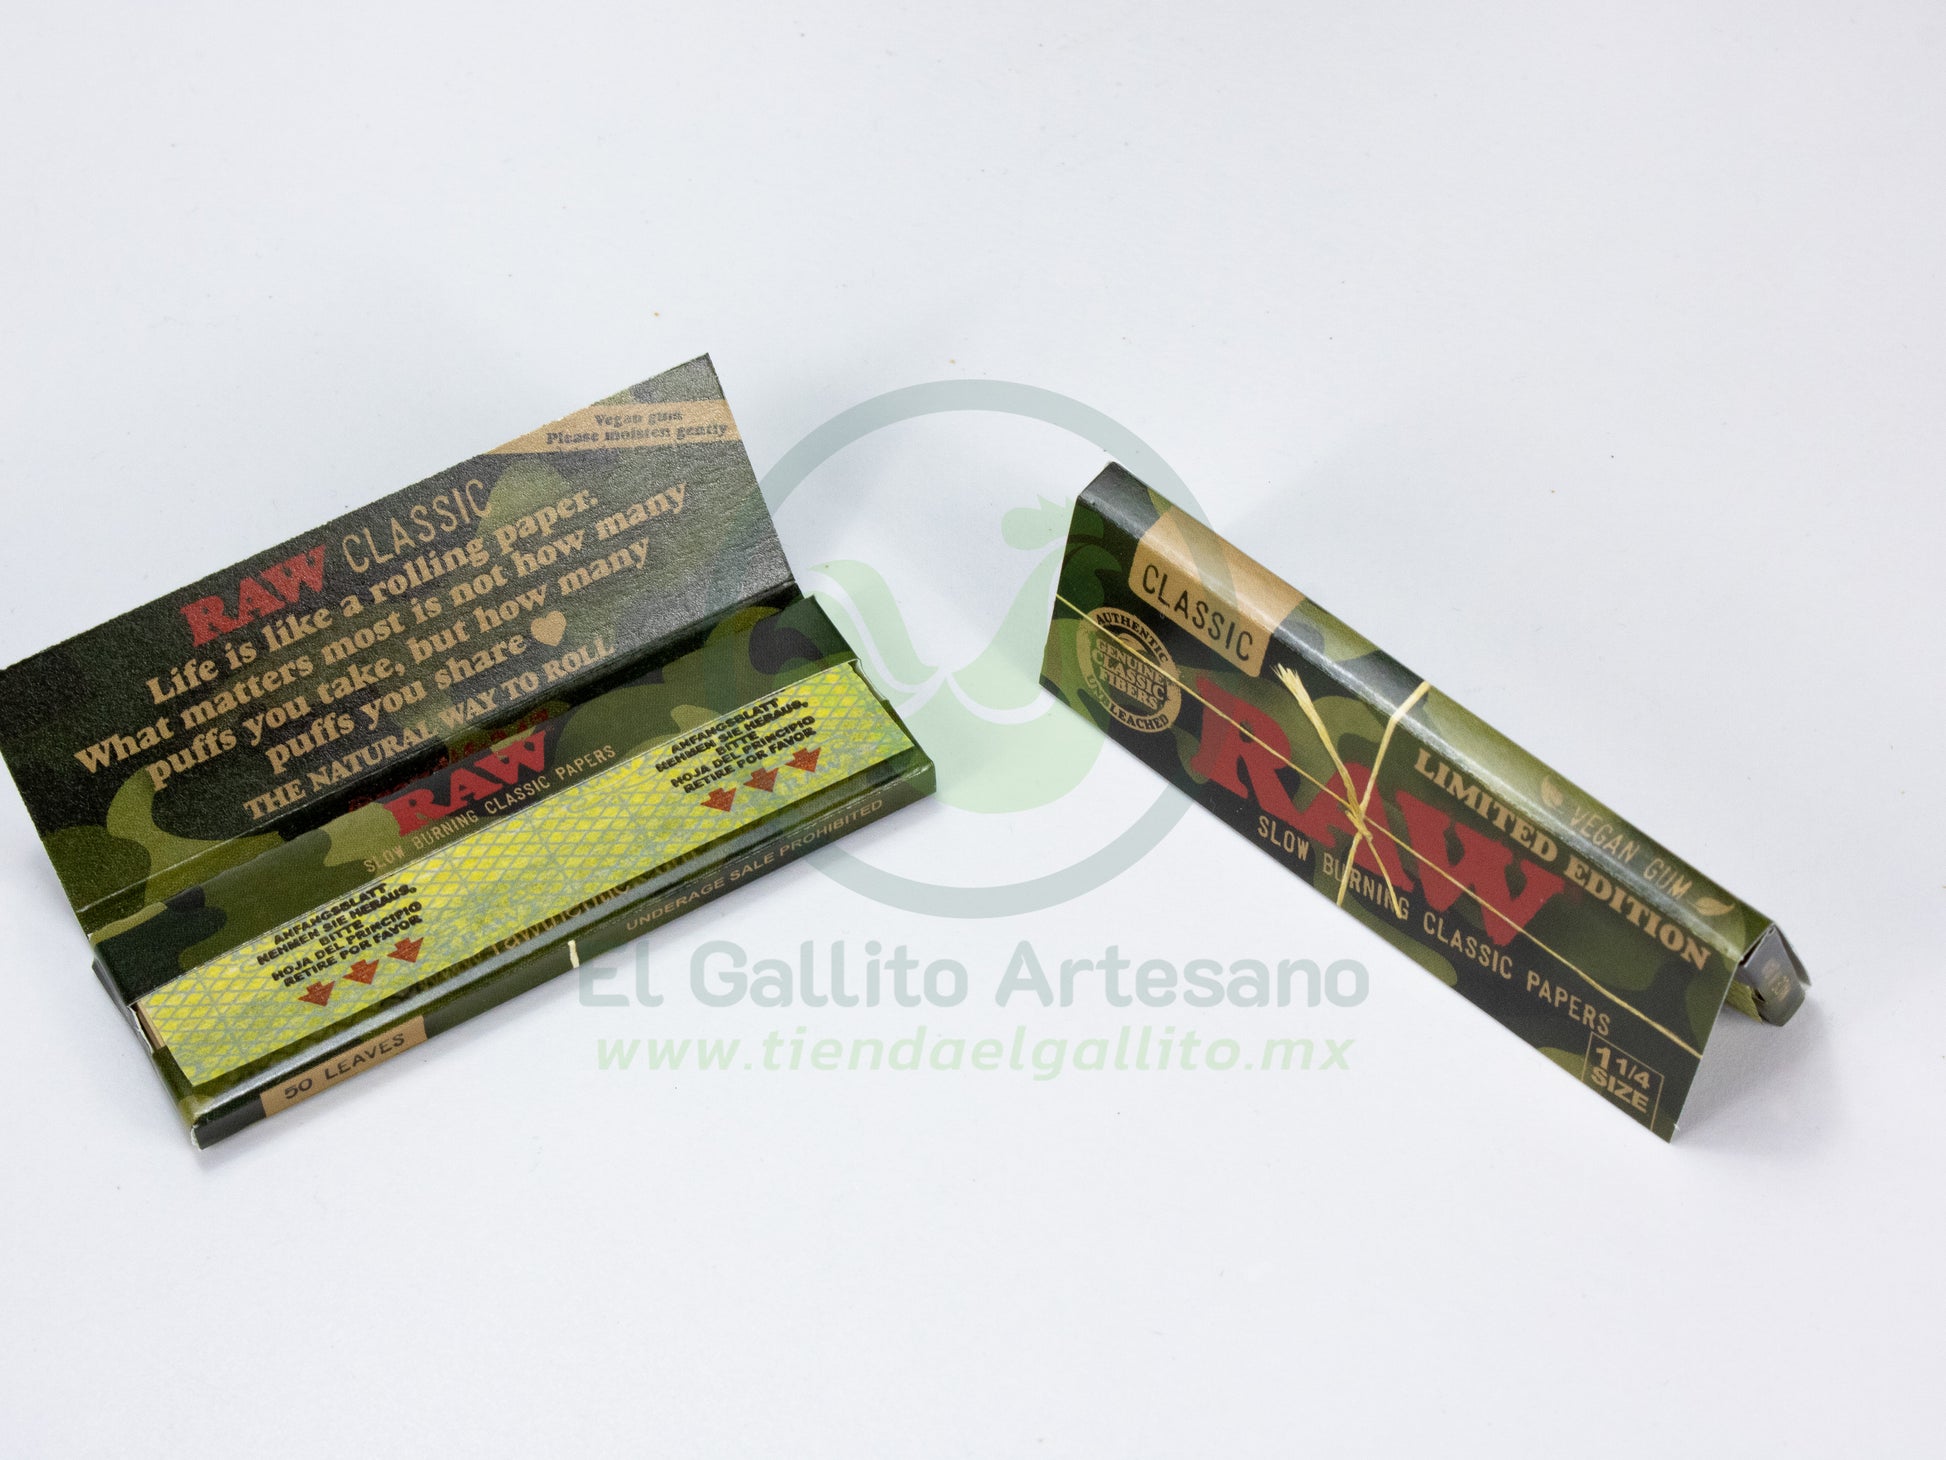 Vegan gum
Please moisten gently
RAW CLASSIC
Life is like a rolling paper.
What matters most is not how many
puffs you take, but how many
puffs you share
THE NATURAL WAY TO ROLL
RAW
SLOW BURNING CLASSIC PAPERS
ANFANGSBLATT
NEHMEN SIE HERAUS,
BITTE
HOJA DEL PRINCIPIO
RETIRE POR FAVOR
ANFANGSBLATT
NEHMEN SIE HERAUS,
BITTE
HOJA DEL PRINCIPIO
RETIRE POR FAVOR
50 LEAVES
UNDERAGE SALE PROHIBITED
CLASSIC
AUTHENTIC
GENUINE
CLASSIC
FIBERS
UNBLEACHED
RAW
LIMITED EDITION
VEGAN GUM
SLOW BURNING CLASSIC PAPERS
1 1/4
SIZE
El Gallito Artesano
www.tiendaelgallito.mx